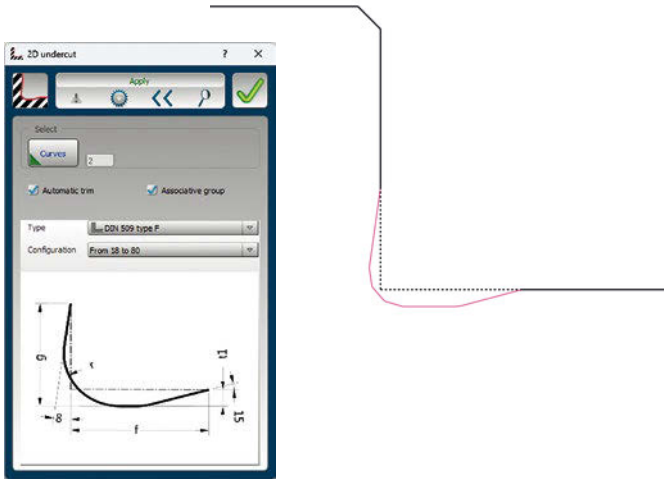 2D undercut
?
Apply
Select
Curves
2
Automatic trim
Associative group
Type
DIN 509 type F
Configuration
From 18 to 80
g
r
t1
8
f
15